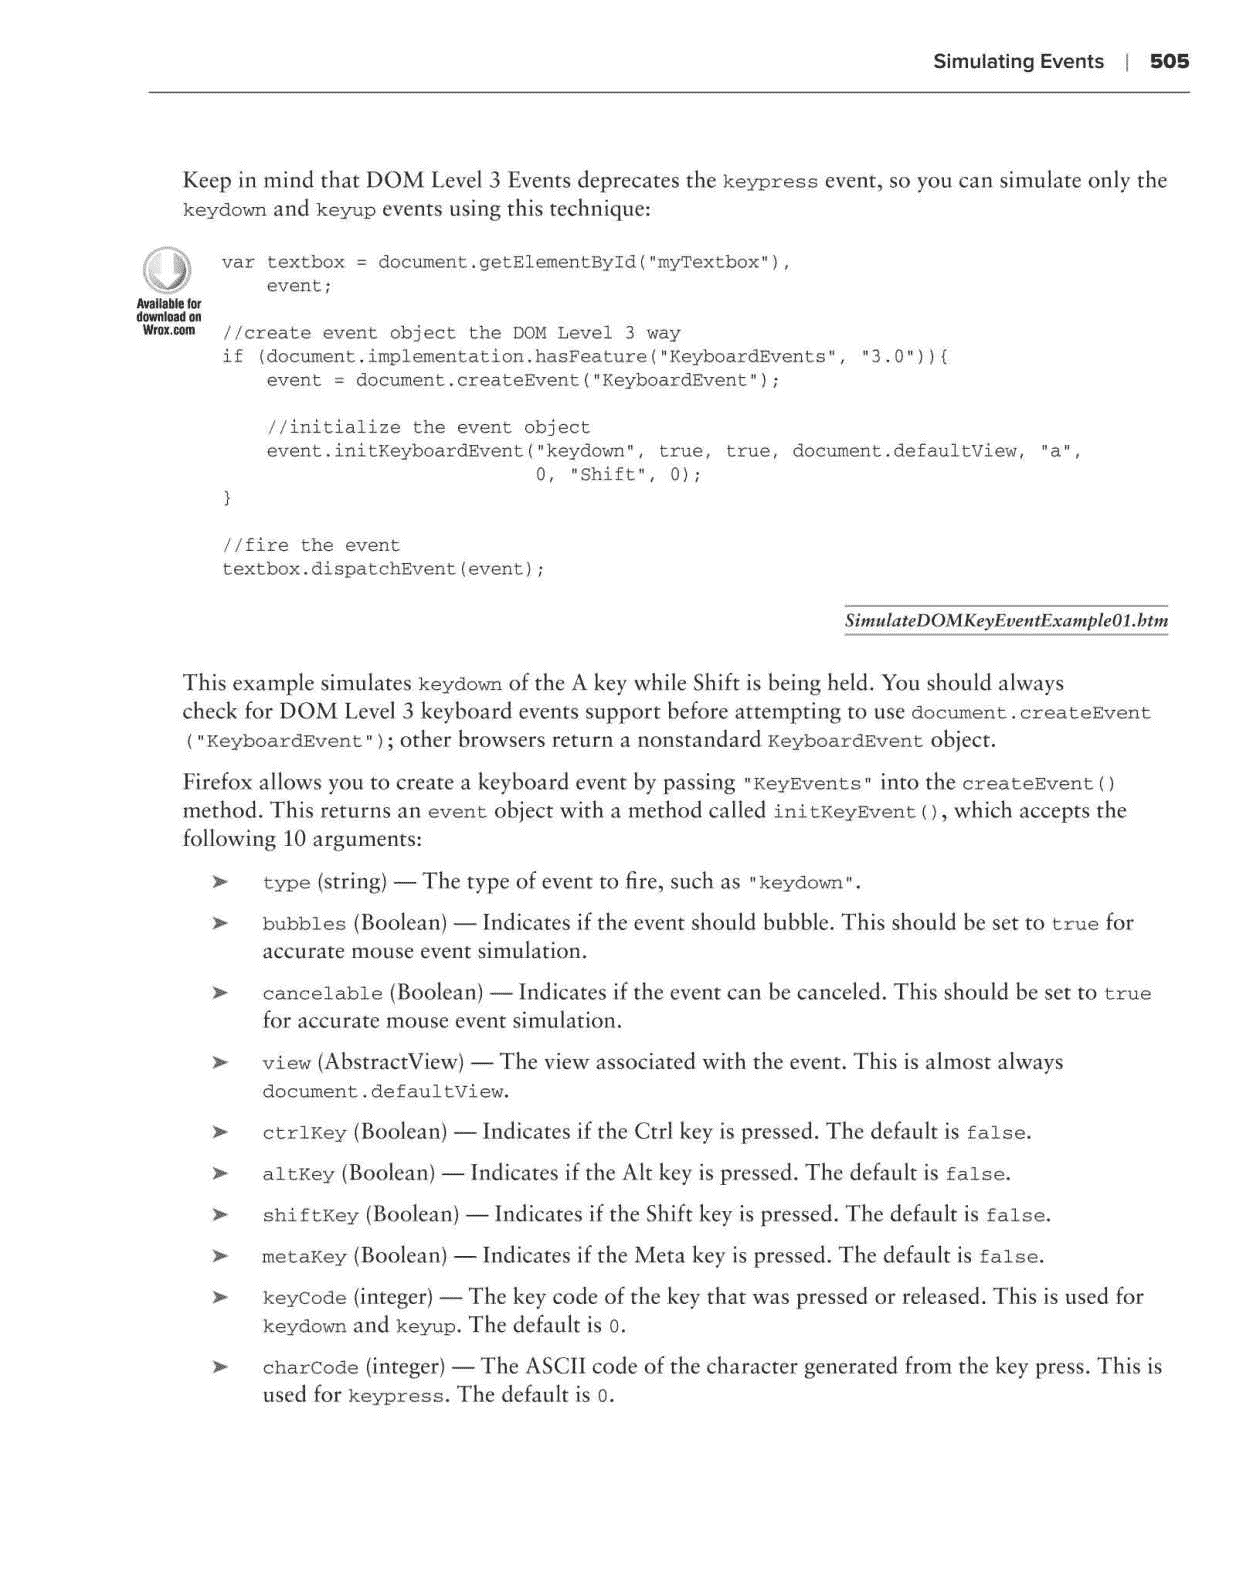 Simulating Events | 505
Keep in mind that DOM Level 3 Events deprecates the keypress event, so you can simulate only the
keydown and keyup events using this technique:
var textbox = document.getElementById("myTextbox"),
    event;
Available for
download on
Wrox.com
//create event object the DOM Level 3 way
if (document.implementation.hasFeature("KeyboardEvents", "3.0")){
    event = document.createEvent("KeyboardEvent");
    //initialize the event object
    event.initKeyboardEvent("keydown", true, true, document.defaultView, "a",
                            0, "Shift", 0);
}
//fire the event
textbox.dispatchEvent(event);
SimulateDOMKeyEventExample01.htm
This example simulates keydown of the A key while Shift is being held. You should always
check for DOM Level 3 keyboard events support before attempting to use document.createEvent
("KeyboardEvent"); other browsers return a nonstandard KeyboardEvent object.
Firefox allows you to create a keyboard event by passing "KeyEvents" into the createEvent()
method. This returns an event object with a method called initKeyEvent(), which accepts the
following 10 arguments:
➤ type (string) — The type of event to fire, such as "keydown".
➤ bubbles (Boolean) — Indicates if the event should bubble. This should be set to true for
accurate mouse event simulation.
➤ cancelable (Boolean) — Indicates if the event can be canceled. This should be set to true
for accurate mouse event simulation.
➤ view (AbstractView) — The view associated with the event. This is almost always
document.defaultView.
➤ ctrlKey (Boolean) — Indicates if the Ctrl key is pressed. The default is false.
➤ altKey (Boolean) — Indicates if the Alt key is pressed. The default is false.
➤ shiftKey (Boolean) — Indicates if the Shift key is pressed. The default is false.
➤ metaKey (Boolean) — Indicates if the Meta key is pressed. The default is false.
➤ keyCode (integer) — The key code of the key that was pressed or released. This is used for
keydown and keyup. The default is 0.
➤ charCode (integer) — The ASCII code of the character generated from the key press. This is
used for keypress. The default is 0.